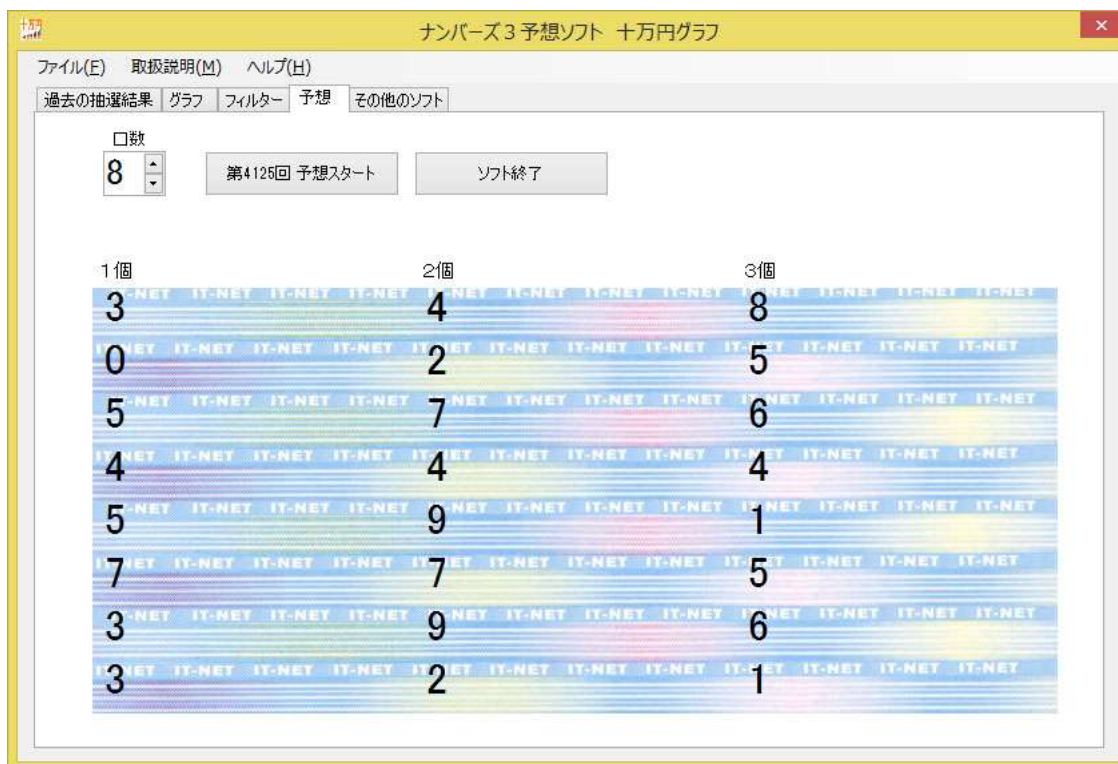 ナンバーズ３予想ソフト 十万円グラフ
ファイル(F) 取扱説明(M) ヘルプ(H)
過去の抽選結果 グラフ フィルター 予想 その他のソフト
口数
8 第4125回 予想スタート ソフト終了
1個 2個 3個
3 4 8
0 2 5
5 7 6
4 4 4
5 9 1
7 7 5
3 9 6
3 2 1